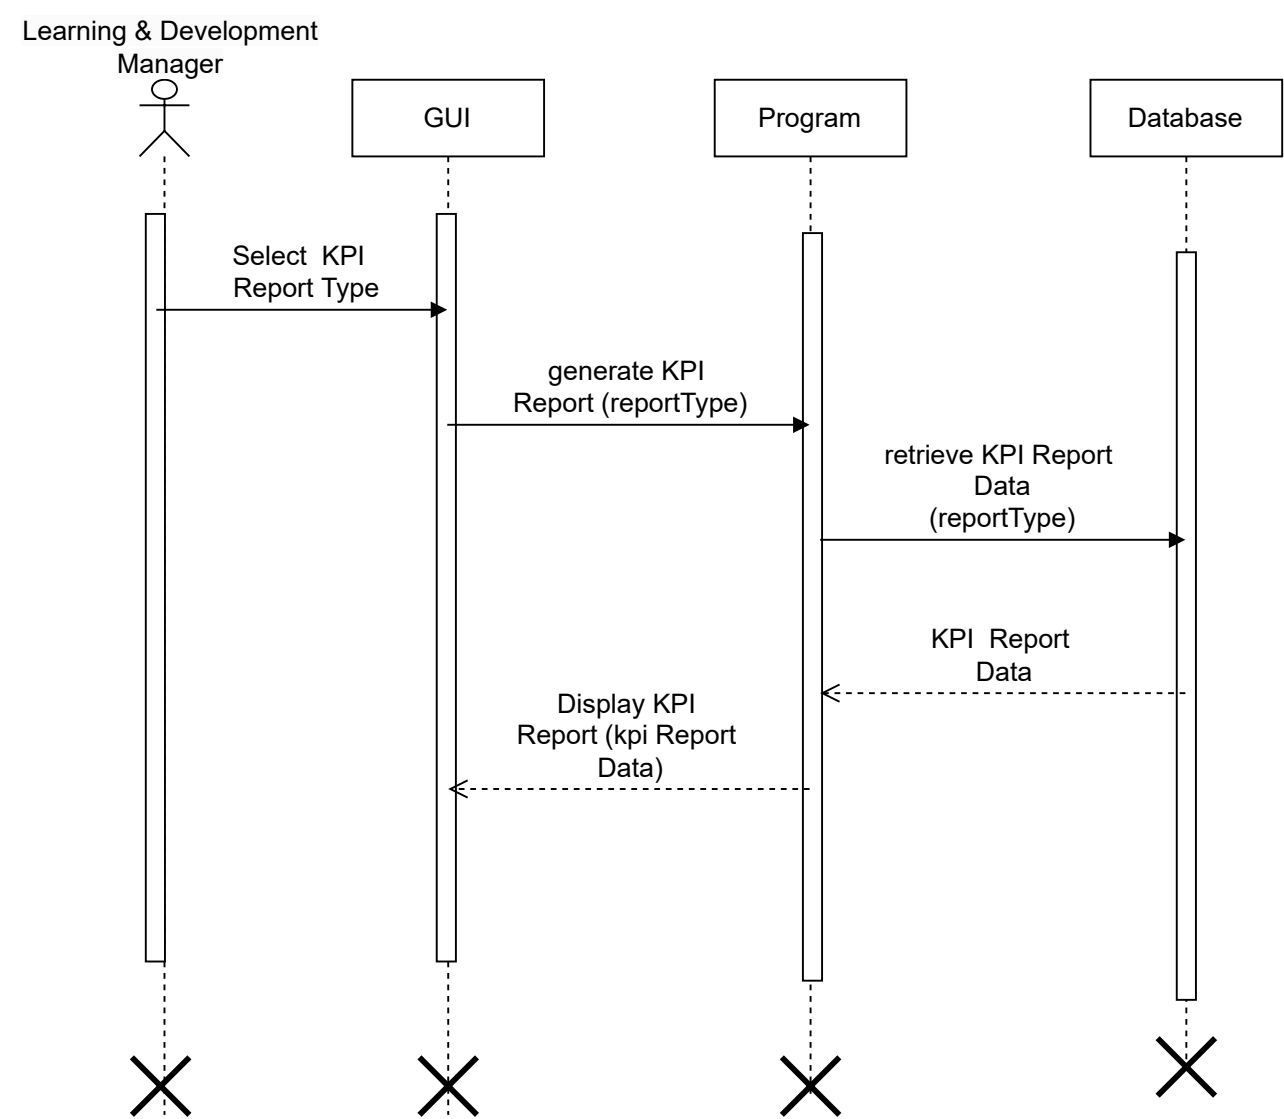 Learning & Development
Manager
GUI
Program
Database
Select  KPI
Report Type
generate KPI
Report (reportType)
retrieve KPI Report
Data
(reportType)
KPI  Report
Data
Display KPI
Report (kpi Report
Data)